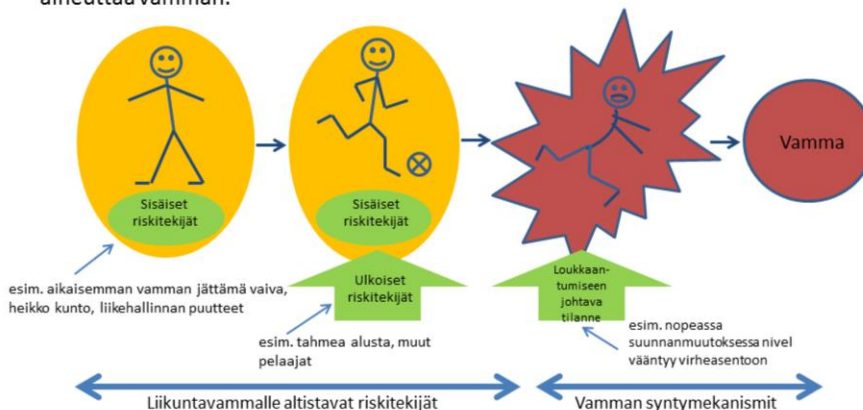 aiheuttaa vamman.
Sisäiset
riskitekijät
Sisäiset
riskitekijät
Vamma
esim. aikaisemman vamman jättämä vaiva,
heikko kunto, liikehallinnan puutteet
Ulkoiset
riskitekijät
Loukkaan-
tumiseen
johtava
tilanne
esim. tahmea alusta, muut
pelaajat
esim. nopeassa
suunnanmuutoksessa nivel
vääntyy virheasentoon
Liikuntavammalle altistavat riskitekijät
Vamman syntymekanismit